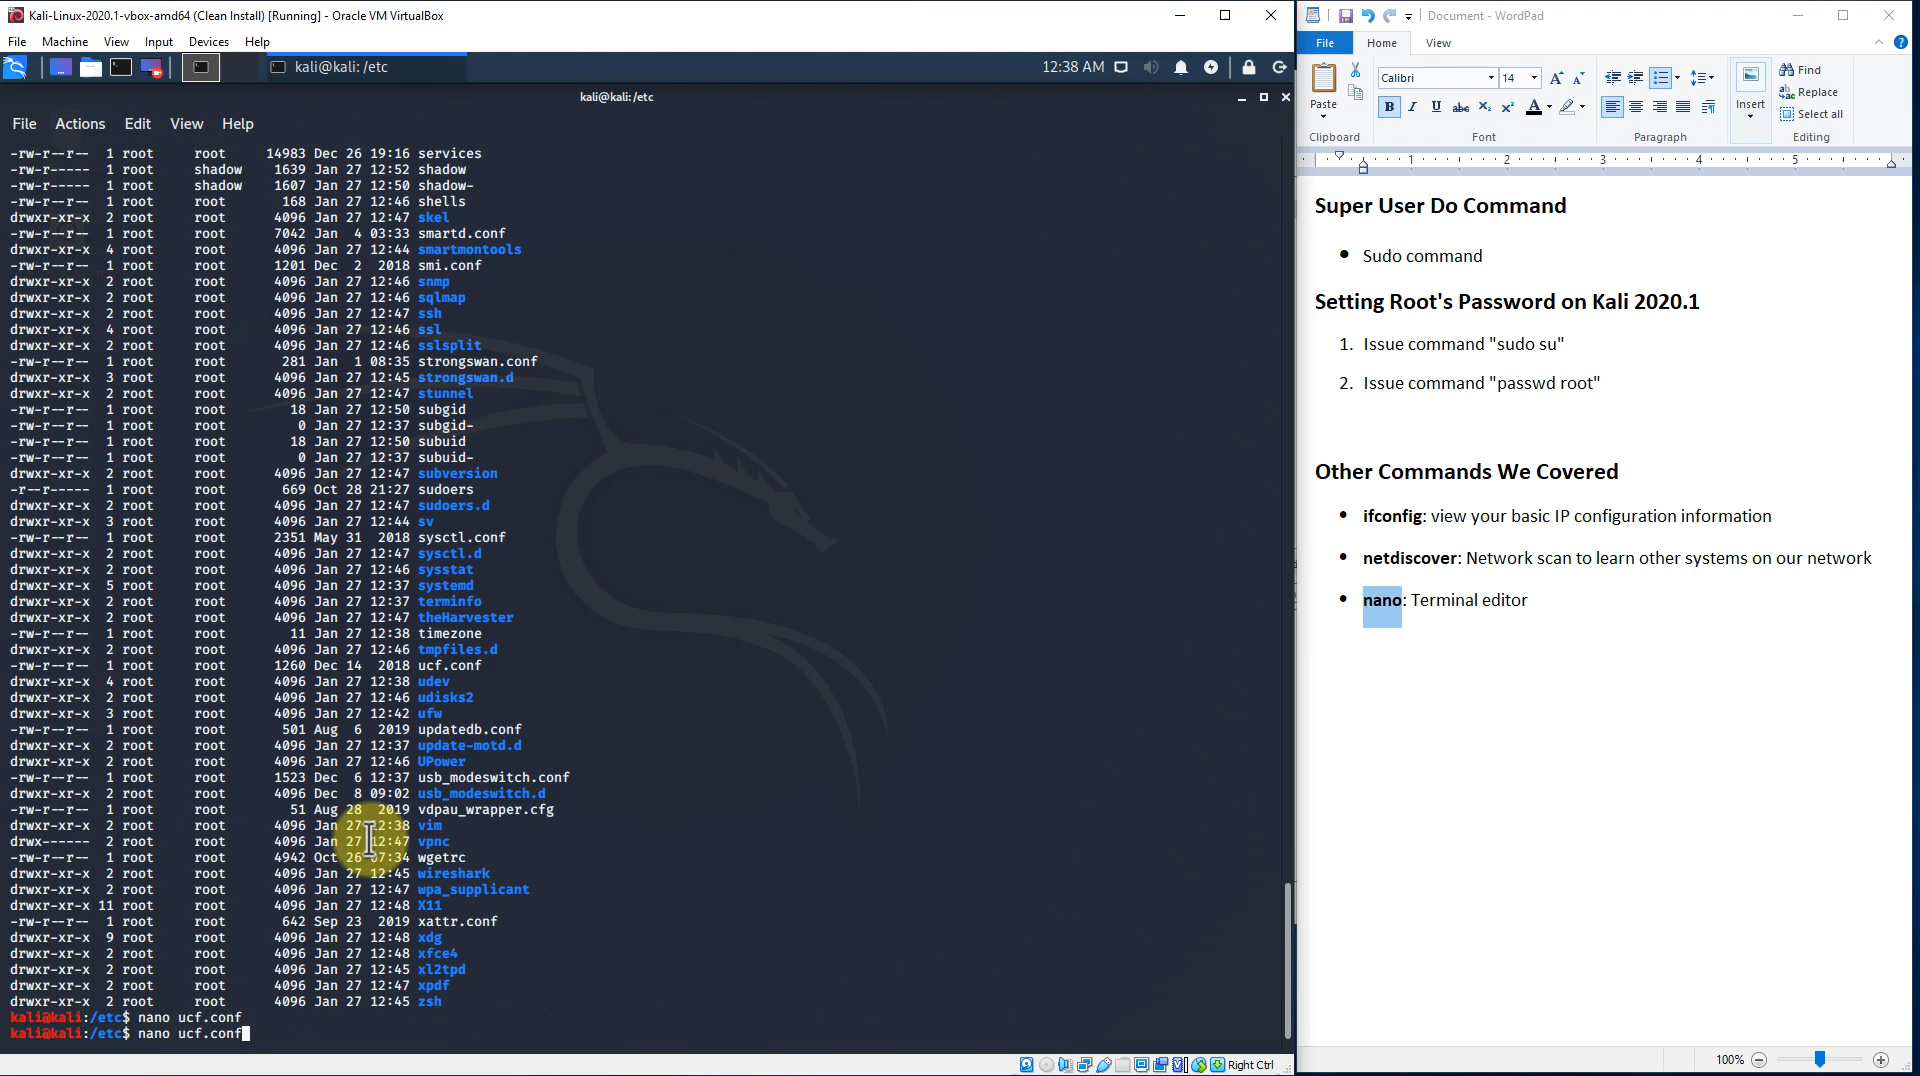 Kali-Linux-2020.1-vbox-amd64 (Clean Install) [Running] - Oracle VM VirtualBox
File Machine View Input Devices Help
kali@kali: /etc
12:38 AM
kali@kali:/etc
File Actions Edit View Help
-rw-r--r-- 1 root root 14983 Dec 26 19:16 services
-rw-r----- 1 root shadow 1639 Jan 27 12:52 shadow
-rw-r----- 1 root shadow 1607 Jan 27 12:50 shadow-
-rw-r--r-- 1 root root 168 Jan 27 12:46 shells
drwxr-xr-x 2 root root 4096 Jan 27 12:47 skel
-rw-r--r-- 1 root root 7042 Jan 4 03:33 smartd.conf
drwxr-xr-x 4 root root 4096 Jan 27 12:44 smartmontools
-rw-r--r-- 1 root root 1201 Dec 2 2018 smi.conf
drwxr-xr-x 2 root root 4096 Jan 27 12:46 snmp
drwxr-xr-x 2 root root 4096 Jan 27 12:46 sqlmap
drwxr-xr-x 2 root root 4096 Jan 27 12:47 ssh
drwxr-xr-x 4 root root 4096 Jan 27 12:46 ssl
drwxr-xr-x 2 root root 4096 Jan 27 12:46 sslsplit
-rw-r--r-- 1 root root 281 Jan 1 08:35 strongswan.conf
drwxr-xr-x 3 root root 4096 Jan 27 12:45 strongswan.d
drwxr-xr-x 2 root root 4096 Jan 27 12:47 stunnel
-rw-r--r-- 1 root root 18 Jan 27 12:50 subgid
-rw-r--r-- 1 root root 0 Jan 27 12:37 subgid-
-rw-r--r-- 1 root root 18 Jan 27 12:50 subuid
-rw-r--r-- 1 root root 0 Jan 27 12:37 subuid-
drwxr-xr-x 2 root root 4096 Jan 27 12:47 subversion
-r--r----- 1 root root 669 Oct 28 21:27 sudoers
drwxr-xr-x 2 root root 4096 Jan 27 12:47 sudoers.d
drwxr-xr-x 3 root root 4096 Jan 27 12:44 sv
-rw-r--r-- 1 root root 2351 May 31 2018 sysctl.conf
drwxr-xr-x 2 root root 4096 Jan 27 12:47 sysctl.d
drwxr-xr-x 2 root root 4096 Jan 27 12:46 sysstat
drwxr-xr-x 5 root root 4096 Jan 27 12:37 systemd
drwxr-xr-x 2 root root 4096 Jan 27 12:37 terminfo
drwxr-xr-x 2 root root 4096 Jan 27 12:47 theHarvester
-rw-r--r-- 1 root root 11 Jan 27 12:38 timezone
drwxr-xr-x 2 root root 4096 Jan 27 12:46 tmpfiles.d
-rw-r--r-- 1 root root 1260 Dec 14 2018 ucf.conf
drwxr-xr-x 4 root root 4096 Jan 27 12:38 udev
drwxr-xr-x 2 root root 4096 Jan 27 12:46 udisks2
drwxr-xr-x 3 root root 4096 Jan 27 12:42 ufw
-rw-r--r-- 1 root root 501 Aug 6 2019 updatedb.conf
drwxr-xr-x 2 root root 4096 Jan 27 12:37 update-motd.d
drwxr-xr-x 2 root root 4096 Jan 27 12:46 UPower
-rw-r--r-- 1 root root 1523 Dec 6 12:37 usb_modeswitch.conf
drwxr-xr-x 2 root root 4096 Dec 8 09:02 usb_modeswitch.d
-rw-r--r-- 1 root root 51 Aug 28 2019 vdpau_wrapper.cfg
drwxr-xr-x 2 root root 4096 Jan 27 12:38 vim
drwx------ 2 root root 4096 Jan 27 12:47 vpnc
-rw-r--r-- 1 root root 4942 Oct 26 07:34 wgetrc
drwxr-xr-x 2 root root 4096 Jan 27 12:45 wireshark
drwxr-xr-x 2 root root 4096 Jan 27 12:47 wpa_supplicant
drwxr-xr-x 11 root root 4096 Jan 27 12:48 X11
-rw-r--r-- 1 root root 642 Sep 23 2019 xattr.conf
drwxr-xr-x 9 root root 4096 Jan 27 12:48 xdg
drwxr-xr-x 2 root root 4096 Jan 27 12:48 xfce4
drwxr-xr-x 2 root root 4096 Jan 27 12:45 xl2tpd
drwxr-xr-x 2 root root 4096 Jan 27 12:47 xpdf
drwxr-xr-x 2 root root 4096 Jan 27 12:45 zsh
kali@kali:/etc$ nano ucf.conf
kali@kali:/etc$ nano ucf.conf
Right Ctrl
Document - WordPad
File Home View
Calibri 14
Paste
Insert
Find
Replace
Select all
Clipboard Font Paragraph Editing
1 2 3 4 5
Super User Do Command
• Sudo command
Setting Root's Password on Kali 2020.1
1. Issue command "sudo su"
2. Issue command "passwd root"
Other Commands We Covered
• ifconfig: view your basic IP configuration information
• netdiscover: Network scan to learn other systems on our network
• nano: Terminal editor
100%